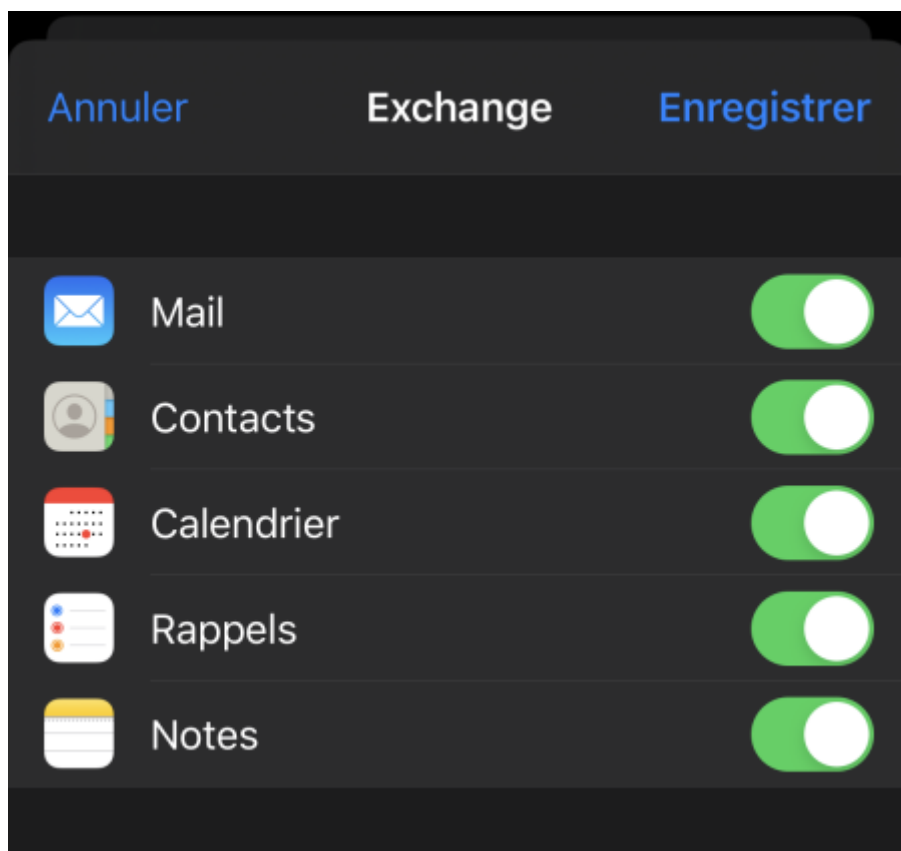 Annuler Exchange Enregistrer
Mail
Contacts
Calendrier
Rappels
Notes